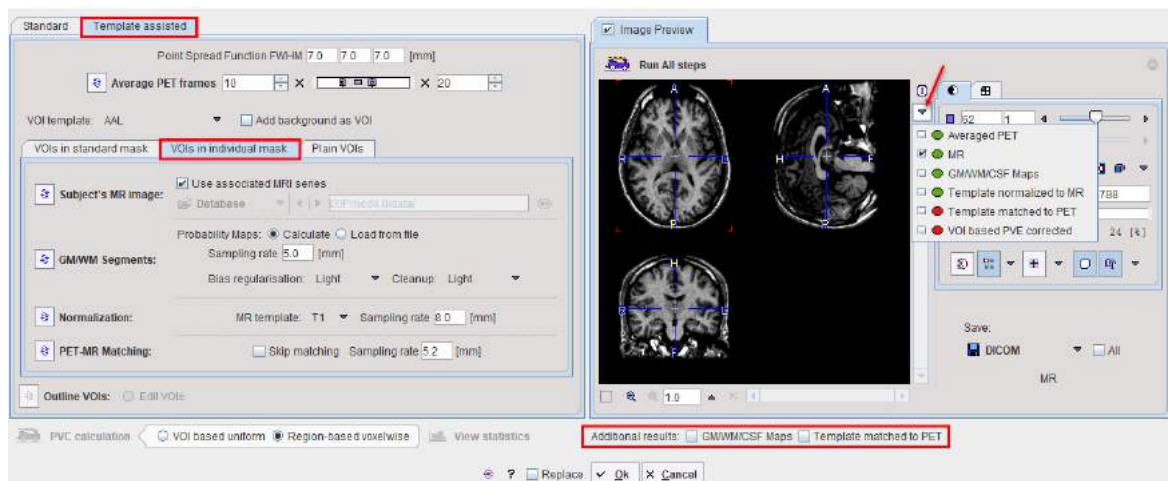 Standard Template assisted
Point Spread Function FWHM 7.0 7.0 7.0 [mm]
Average PET frames 18 X X 20
VOI template: AAL Add background as VOI
VOIs in standard mask VOIs in individual mask Plain VOIs
Subject's MR image: Use associated MRI series
Database
GM/WM Segments: Probability Maps: Calculate Load from file
Sampling rate 5.0 [mm]
Bias regularisation: Light Cleanup: Light
Normalization: MR template: T1 Sampling rate 8.0 [mm]
PET-MR Matching: Skip matching Sampling rate 5.2 [mm]
Outline VOIs: Edit VOIs
PVC calculation VOI based uniform Region-based voxelwise View statistics
Image Preview
Run All steps
A A
R L H F
P P
H
R L
F
1.0
62 1
Averaged PET
MR
GM/WM/CSF Maps
Template normalized to MR
Template matched to PET
VOI based PVE corrected
788
24 [%]
Save:
DICOM All
MR
Additional results: GM/WM/CSF Maps Template matched to PET
? Replace Ok Cancel